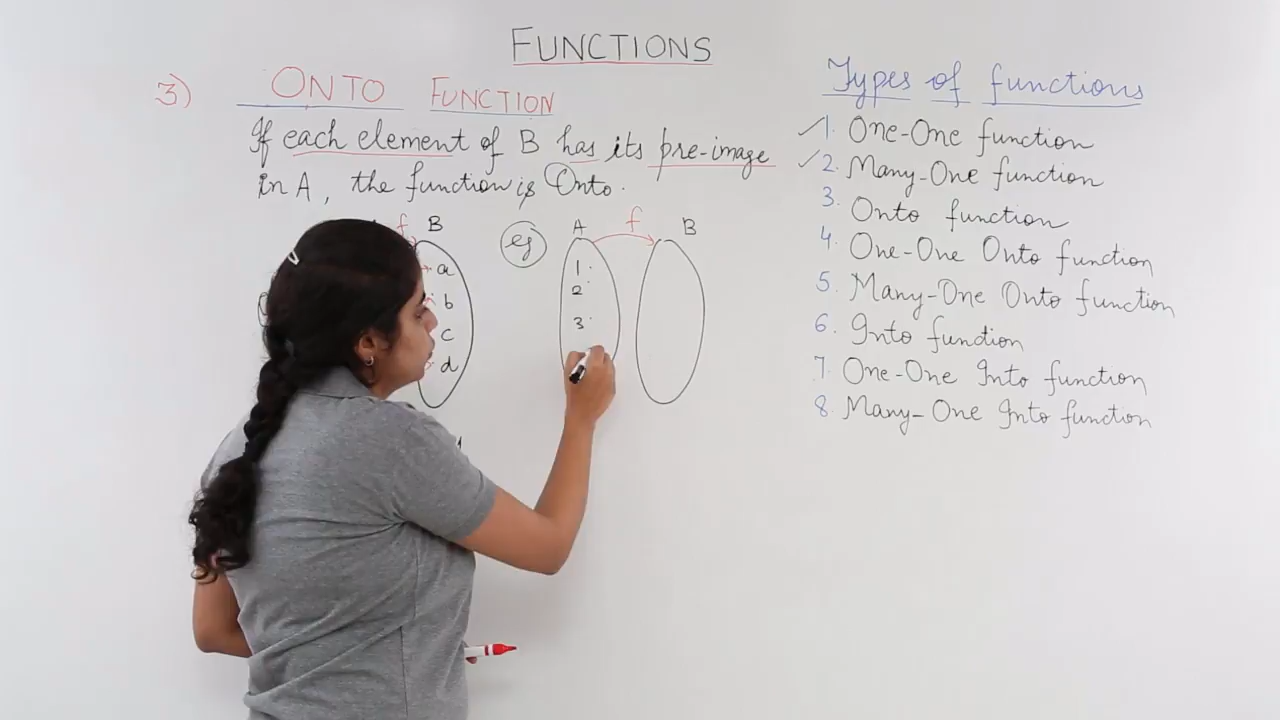 FUNCTIONS
3) ONTO FUNCTION
If each element of B has its pre-image
in A, the function is Onto.
f B
a
b
c
d
eg A f B
1
2
3
Types of functions
1. One-One function
2. Many-One function
3. Onto function
4. One-One Onto function
5. Many-One Onto function
6. Into function
7. One-One Into function
8. Many-One Into function